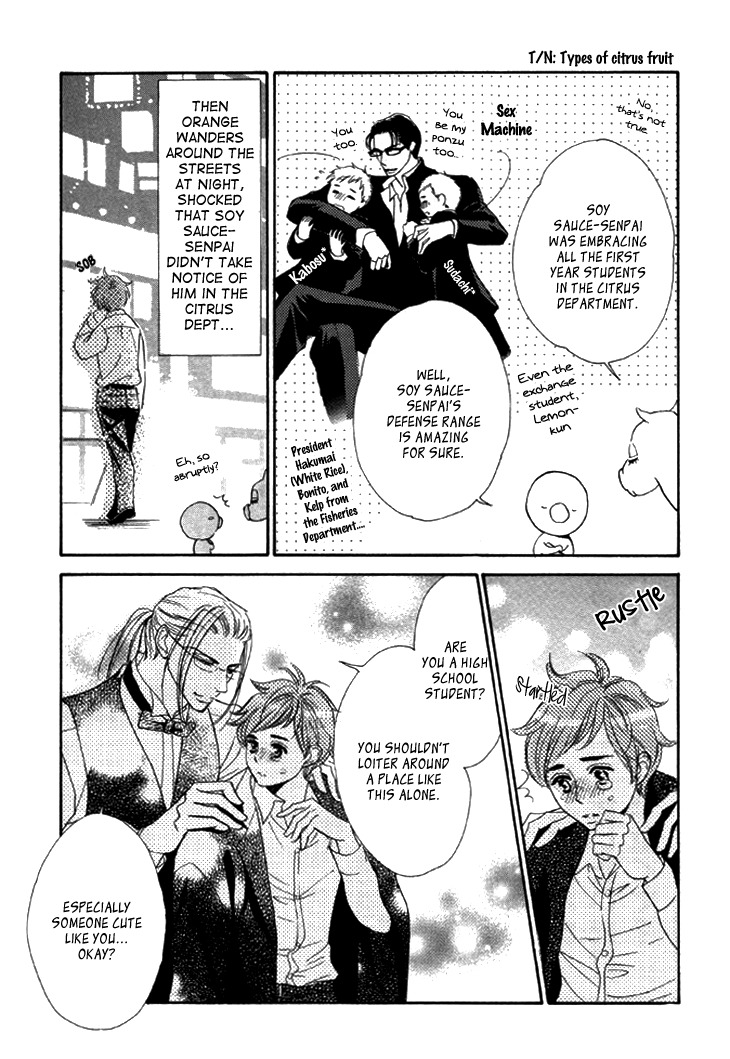 T/N: Types of citrus fruit
No,
that's not
true
Sex
Machine
You
be my
ponzu
too...
You
too.
SOY
SAUCE-SENPAI
WAS EMBRACING
ALL THE FIRST
YEAR STUDENTS
IN THE CITRUS
DEPARTMENT.
Kabosu*
Sudachi*
WELL,
SOY SAUCE-
SENPAI'S
DEFENSE RANGE
IS AMAZING
FOR SURE.
Even the
exchange
student,
Lemon-
kun
President
Hakumai
(White Rice),
Bonito, and
Kelp from
the Fisheries
Department....
THEN
ORANGE
WANDERS
AROUND THE
STREETS
AT NIGHT,
SHOCKED
THAT SOY
SAUCE-
SENPAI
DIDN'T TAKE
NOTICE OF
HIM IN THE
CITRUS
DEPT...
SOB
Eh, so
abruptly?
RUSTLE
Startled
ARE
YOU A HIGH
SCHOOL
STUDENT?
YOU SHOULDN'T
LOITER AROUND
A PLACE LIKE
THIS ALONE.
ESPECIALLY
SOMEONE CUTE
LIKE YOU...
OKAY?